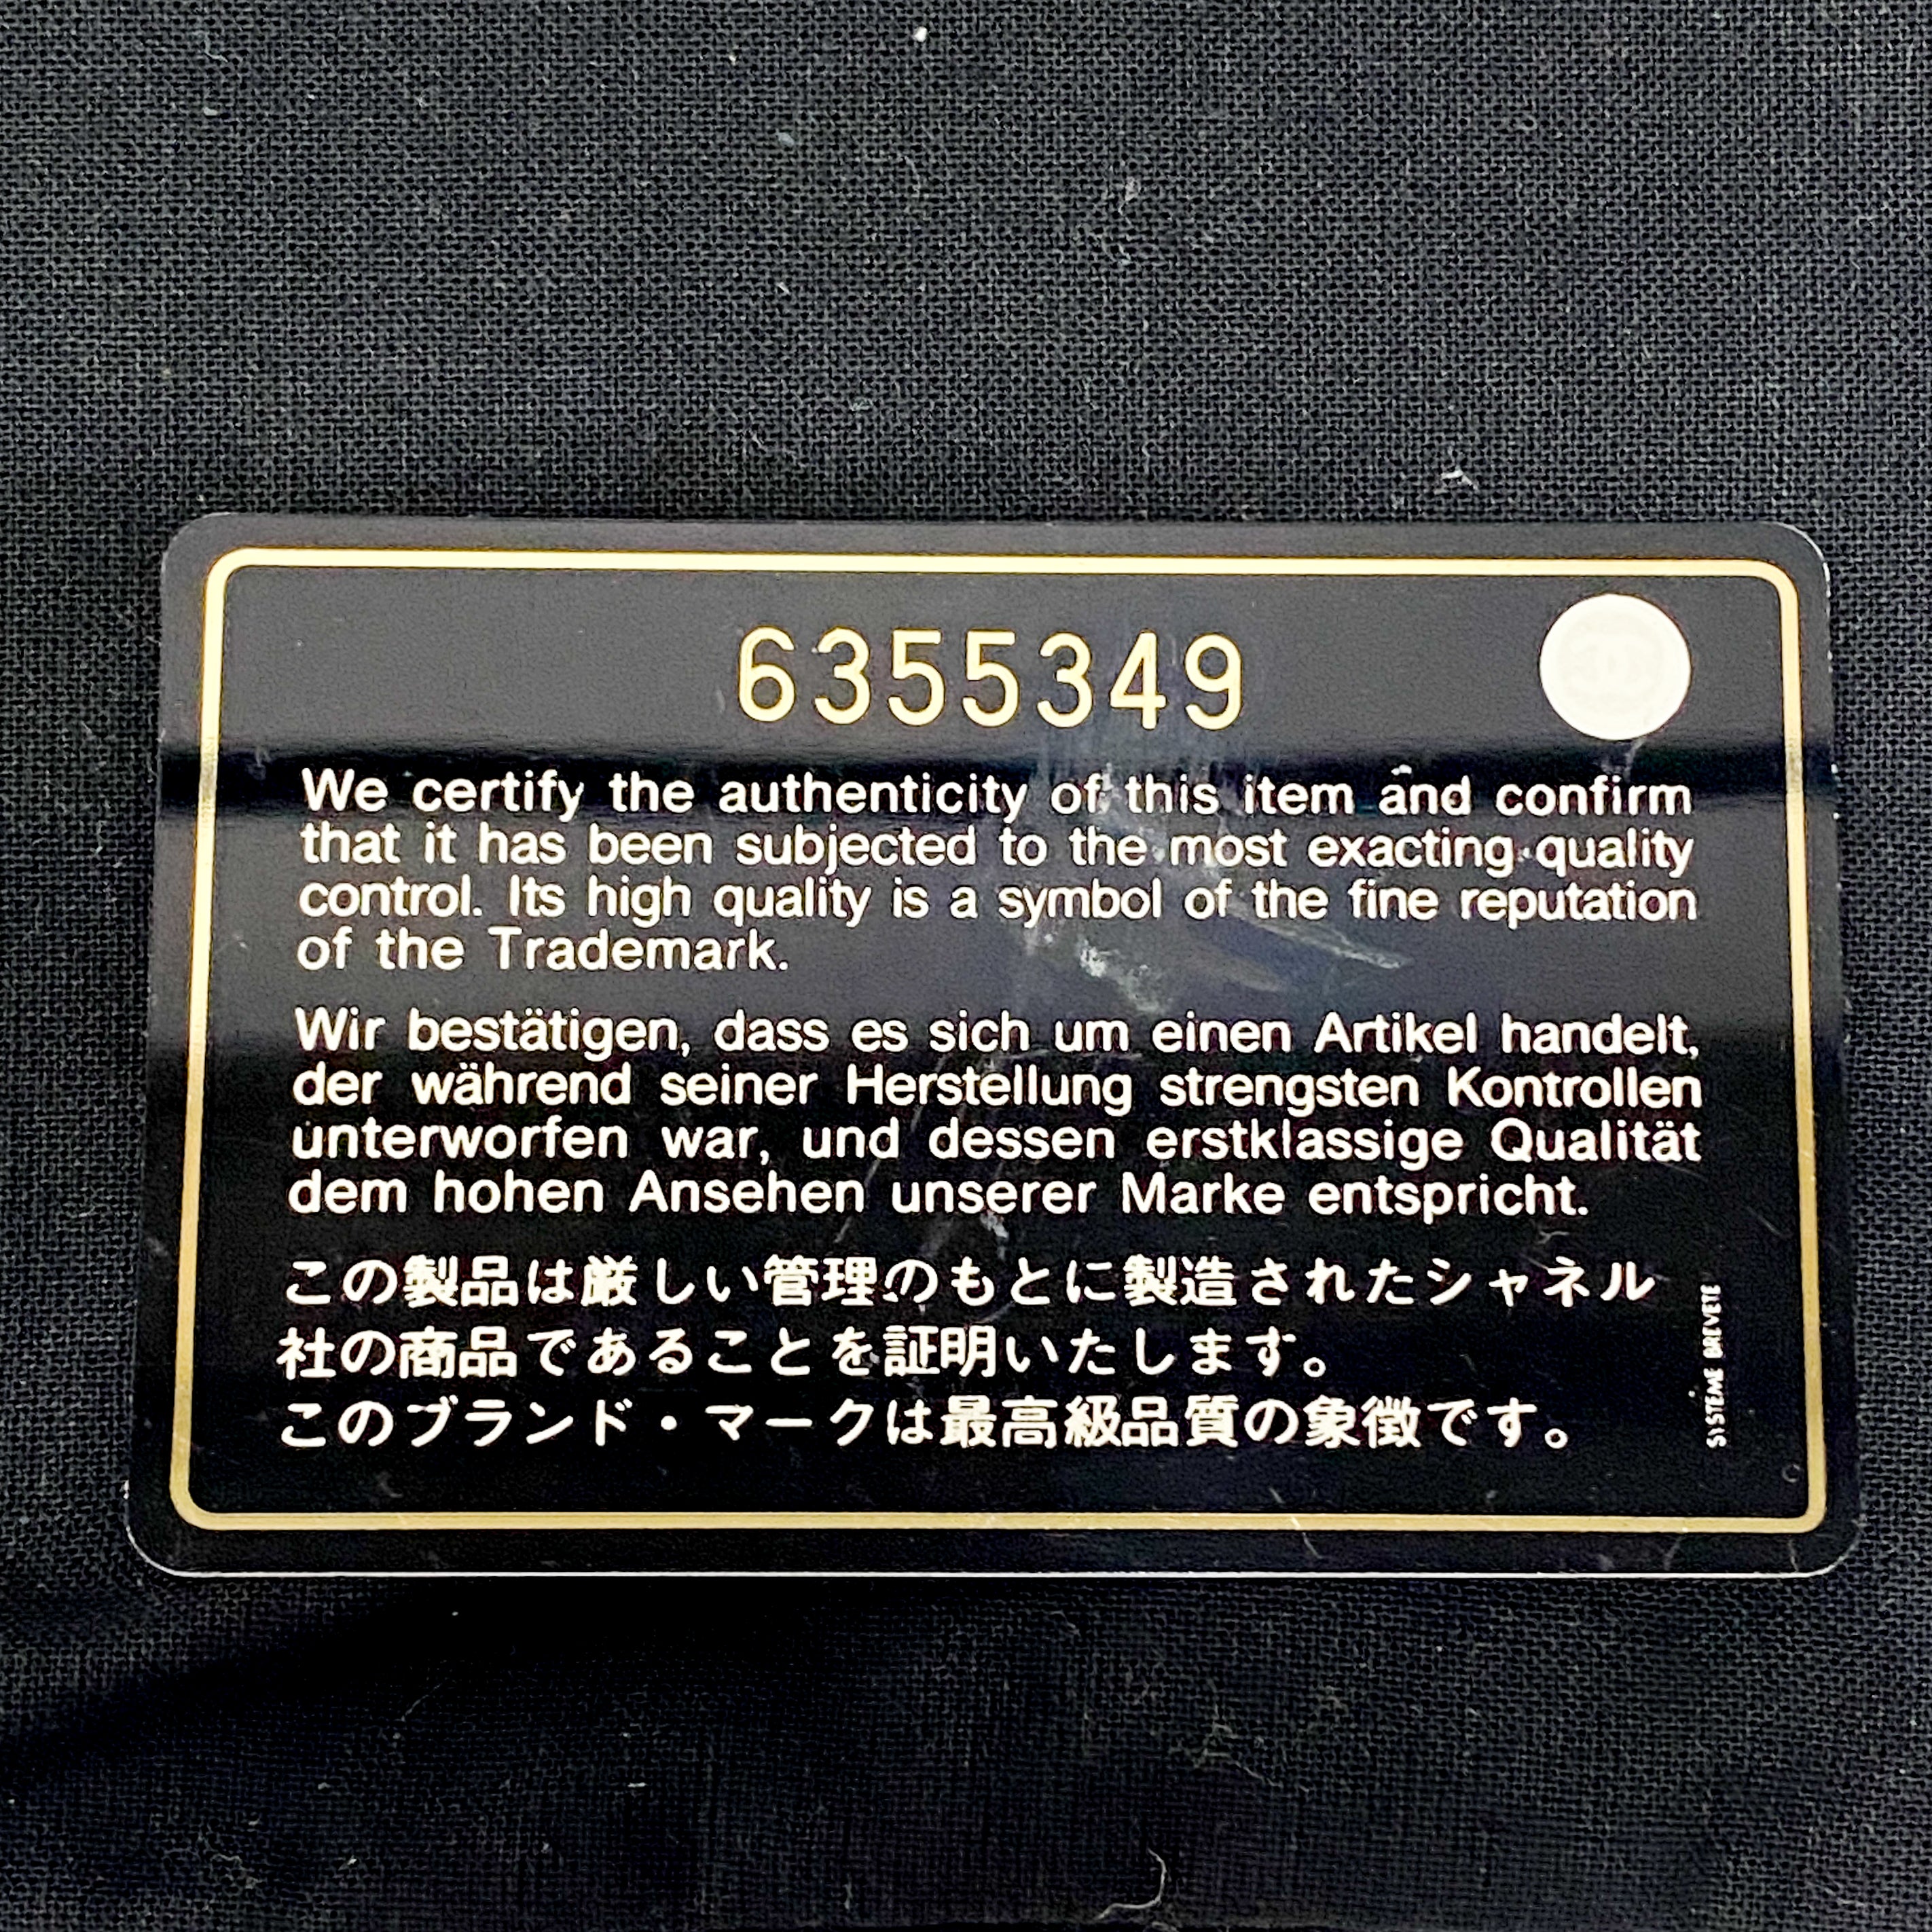 6355349
We certify the authenticity of this item and confirm
that it has been subjected to the most exacting quality
control. Its high quality is a symbol of the fine reputation
of the Trademark.
Wir bestätigen, dass es sich um einen Artikel handelt,
der während seiner Herstellung strengsten Kontrollen
unterworfen war, und dessen erstklassige Qualität
dem hohen Ansehen unserer Marke entspricht.
この製品は厳しい管理のもとに製造されたシャネル
社の商品であることを証明いたします。
このブランド・マークは最高級品質の象徴です。
SYSTEME BREVETE